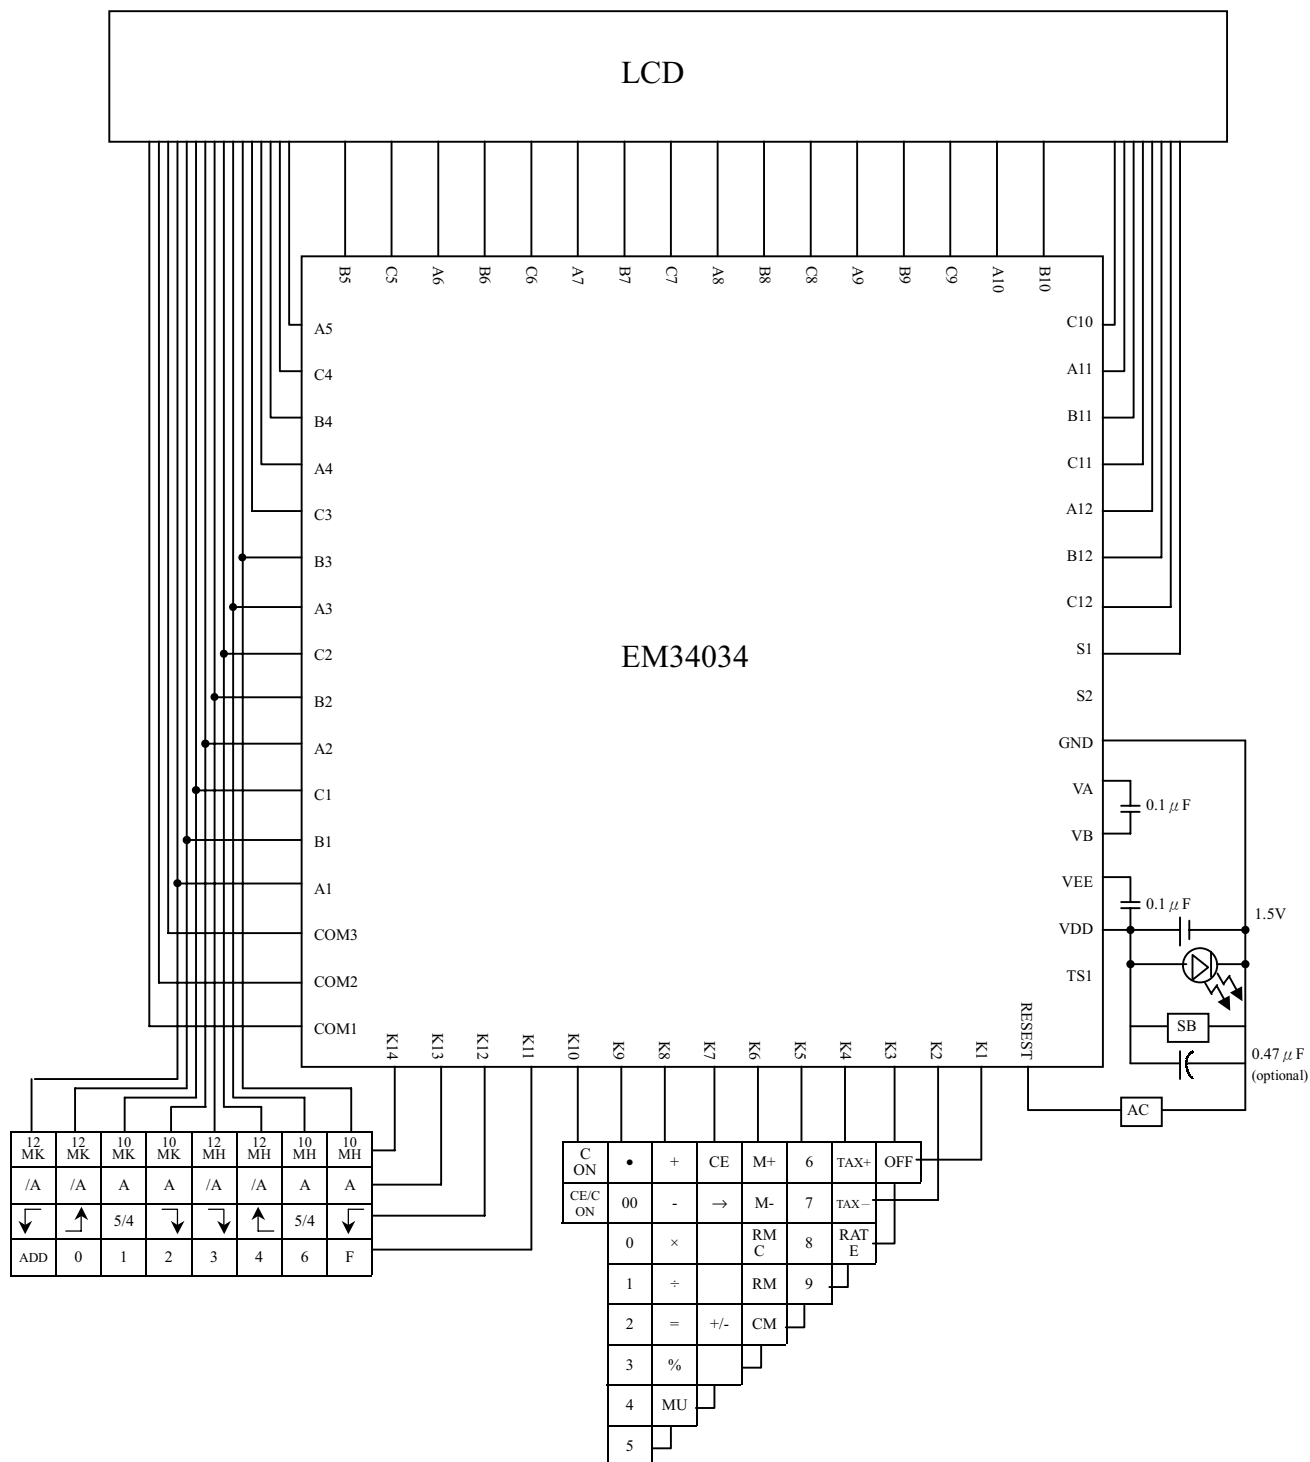 LCD
B5 C5 A6 B6 C6 A7 B7 C7 A8 B8 C8 A9 B9 C9 A10 B10
A5
C4
B4
A4
C3
B3
A3
C2
B2
A2
C1
B1
A1
COM3
COM2
COM1
EM34034
C10
A11
B11
C11
A12
B12
C12
S1
S2
GND
VA
VB
VEE
VDD
TS1
0.1 μF
0.1 μF
1.5V
SB
0.47 μF
(optional)
AC
K14 K13 K12 K11 K10 K9 K8 K7 K6 K5 K4 K3 K2 K1 RESEST
12 12 10 10 12 12 10 10
MK MK MK MK MH MH MH MH
/A /A A A /A /A A A
5/4 5/4
ADD 0 1 2 3 4 6 F
C
ON • + CE M+ 6 TAX+ OFF
CE/C
ON 00 - → M- 7 TAX−
0 × RM
C 8 RAT
E
1 ÷ RM 9
2 = +/- CM
3 %
4 MU
5